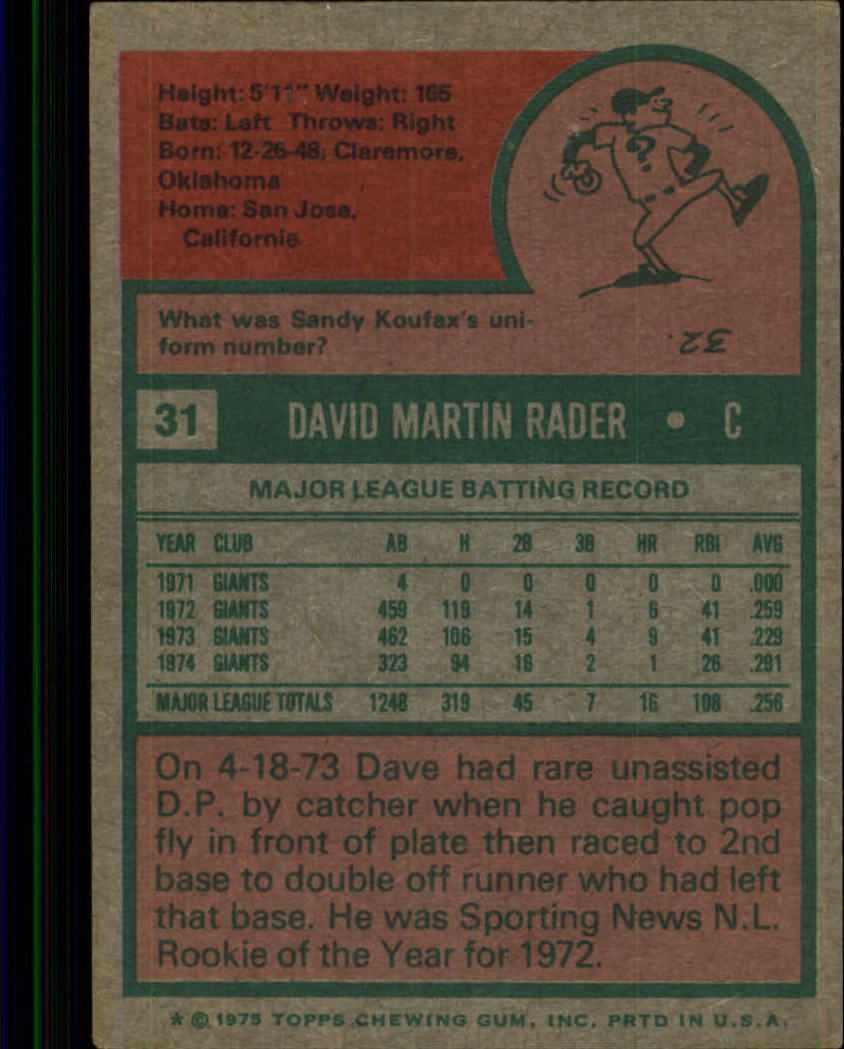 Height: 5'11" Weight: 165
Bats: Left Throws: Right
Born: 12-26-48, Claremore,
Oklahoma
Home: San Jose,
California
?
What was Sandy Koufax's uni-
form number?
32.
31 DAVID MARTIN RADER • C
MAJOR LEAGUE BATTING RECORD
YEAR CLUB AB H 2B 3B HR RBI AVG
1971 GIANTS 4 0 0 0 0 0 .000
1972 GIANTS 459 119 14 1 6 41 .259
1973 GIANTS 462 106 15 4 9 41 .229
1974 GIANTS 323 94 16 2 1 26 .291
MAJOR LEAGUE TOTALS 1248 319 45 7 16 108 .256
On 4-18-73 Dave had rare unassisted
D.P. by catcher when he caught pop
fly in front of plate then raced to 2nd
base to double off runner who had left
that base. He was Sporting News N.L.
Rookie of the Year for 1972.
* © 1975 TOPPS CHEWING GUM, INC. PRTD IN U.S.A.